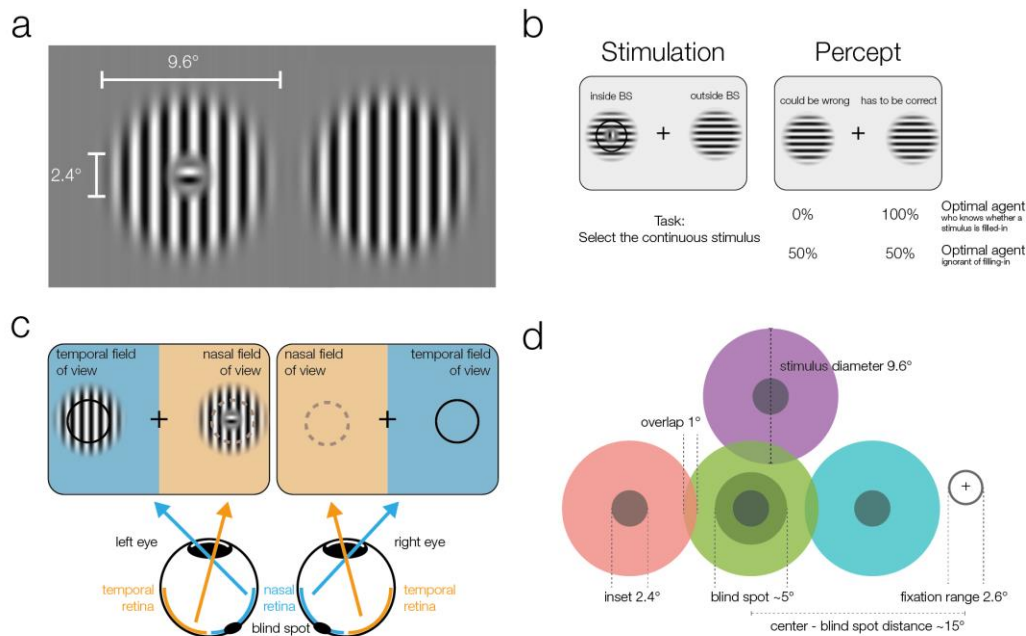 a
9.6°
2.4°
b
Stimulation
Percept
inside BS
outside BS
could be wrong
has to be correct
+
+
Task:
Select the continuous stimulus
0%
100%
Optimal agent
who knows whether a
stimulus is filled-in
50%
50%
Optimal agent
ignorant of filling-in
c
temporal field
of view
nasal field
of view
nasal field
of view
temporal field
of view
+
+
left eye
right eye
temporal
retina
nasal
retina
temporal
retina
blind spot
d
stimulus diameter 9.6°
overlap 1°
+
inset 2.4°
blind spot ~5°
fixation range 2.6°
center - blind spot distance ~15°